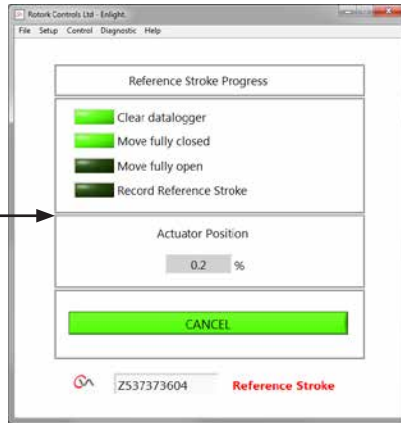 Rotork Controls Ltd - Enlight.
File Setup Control Diagnostic Help
Reference Stroke Progress
Clear datalogger
Move fully closed
Move fully open
Record Reference Stroke
Actuator Position
0.2 %
CANCEL
Z537373604 Reference Stroke